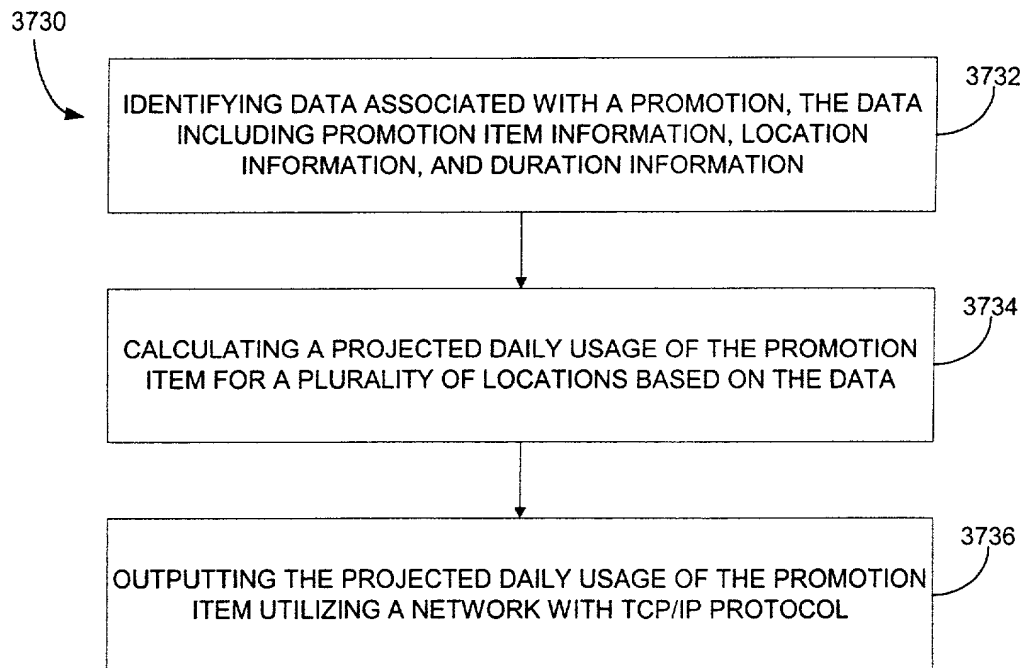 3730
3732
IDENTIFYING DATA ASSOCIATED WITH A PROMOTION, THE DATA
INCLUDING PROMOTION ITEM INFORMATION, LOCATION
INFORMATION, AND DURATION INFORMATION
3734
CALCULATING A PROJECTED DAILY USAGE OF THE PROMOTION
ITEM FOR A PLURALITY OF LOCATIONS BASED ON THE DATA
3736
OUTPUTTING THE PROJECTED DAILY USAGE OF THE PROMOTION
ITEM UTILIZING A NETWORK WITH TCP/IP PROTOCOL